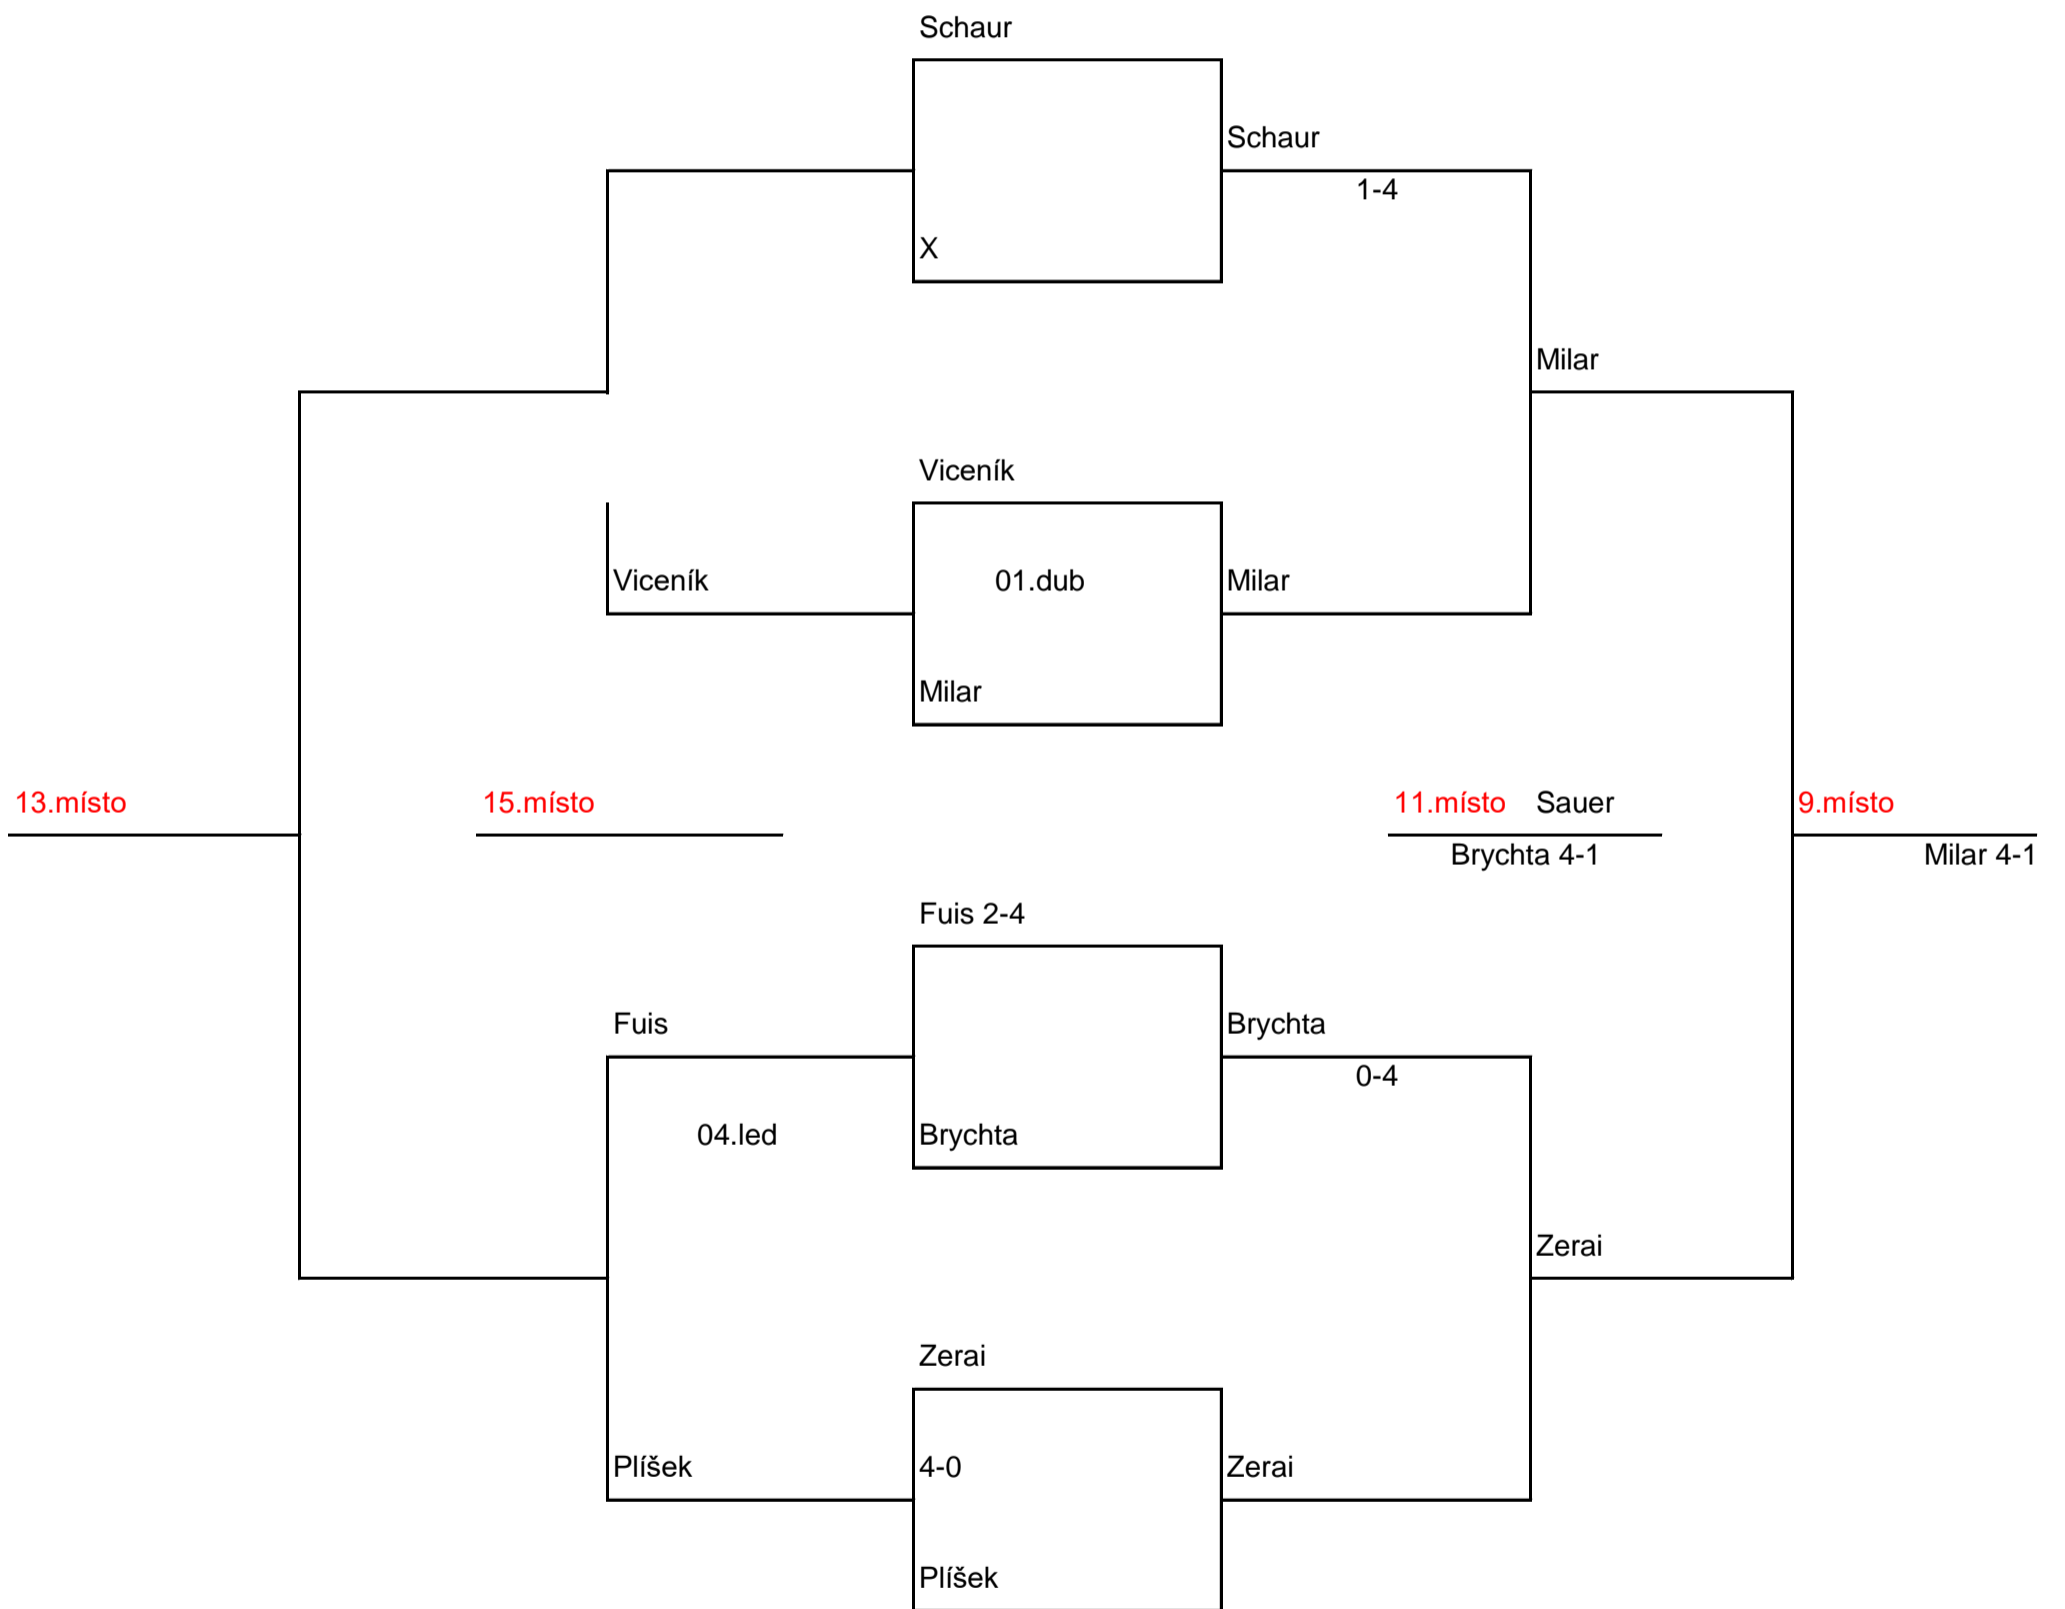 Schaur
Schaur
1-4
X
Milar
Viceník
Viceník
01.dub
Milar
Milar
13.místo
15.místo
11.místo Sauer
9.místo
Brychta 4-1
Milar 4-1
Fuis 2-4
Fuis
Brychta
0-4
04.led
Brychta
Zerai
Zerai
Plíšek
4-0
Zerai
Plíšek